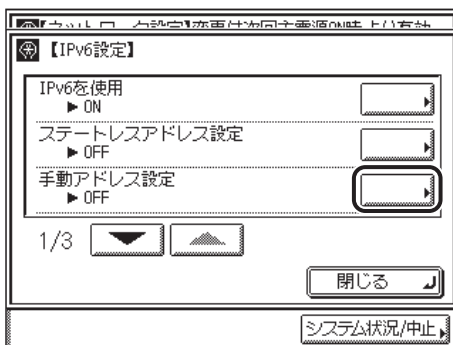 【IPv6設定】
IPv6を使用
▶ ON
ステートレスアドレス設定
▶ OFF
手動アドレス設定
▶ OFF
1/3
閉じる
システム状況/中止